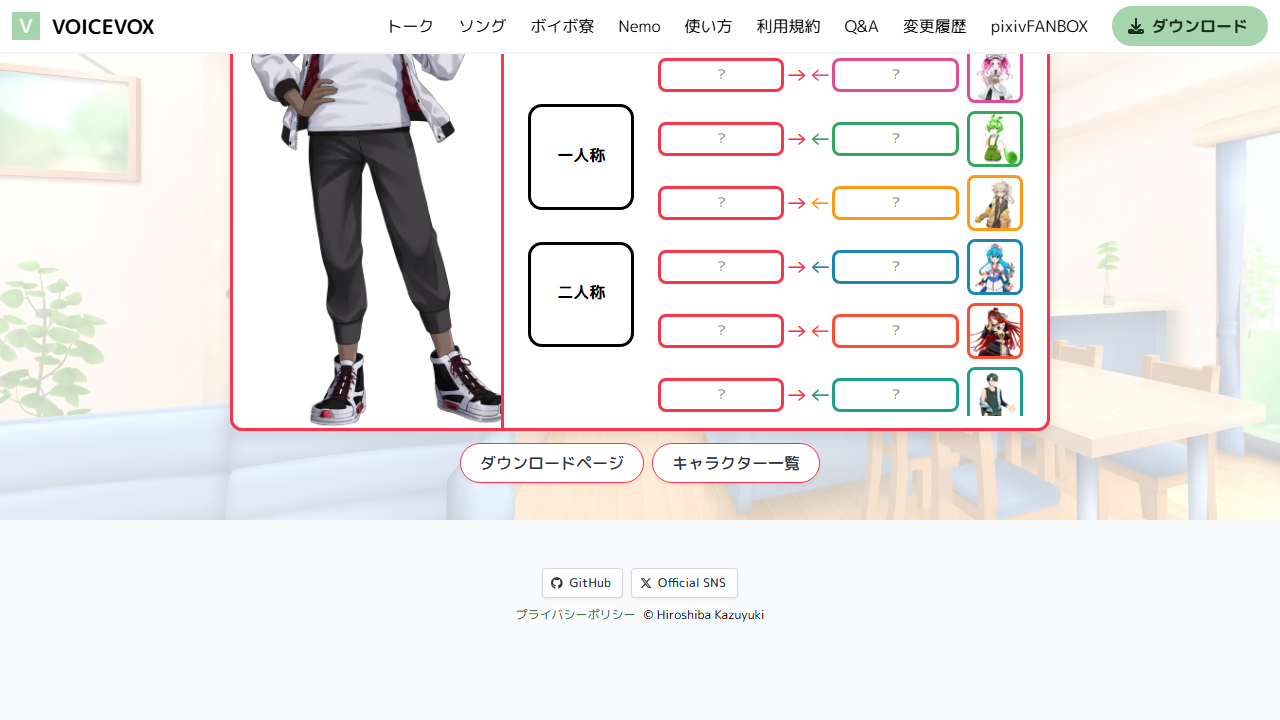 V VOICEVOX トーク ソング ボイボ寮 Nemo 使い方 利用規約 Q&A 変更履歴 pixivFANBOX ダウンロード
? → ← ?
一人称
? → ← ?
? → ← ?
二人称
? → ← ?
? → ← ?
? → ← ?
ダウンロードページ キャラクター一覧
GitHub Official SNS
プライバシーポリシー © Hiroshiba Kazuyuki